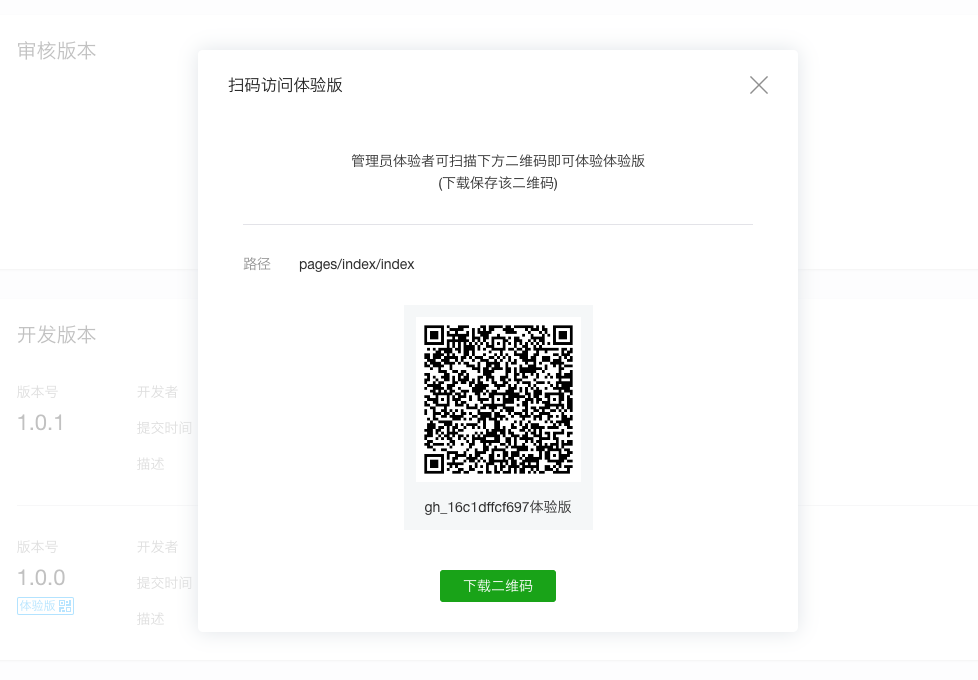 审核版本
扫码访问体验版
管理员体验者可扫描下方二维码即可体验体验版
(下载保存该二维码)
路径 pages/index/index
gh_16c1dffcf697体验版
下载二维码
开发版本
版本号 开发者
1.0.1
提交时间
描述
版本号 开发者
1.0.0
提交时间
体验版
描述